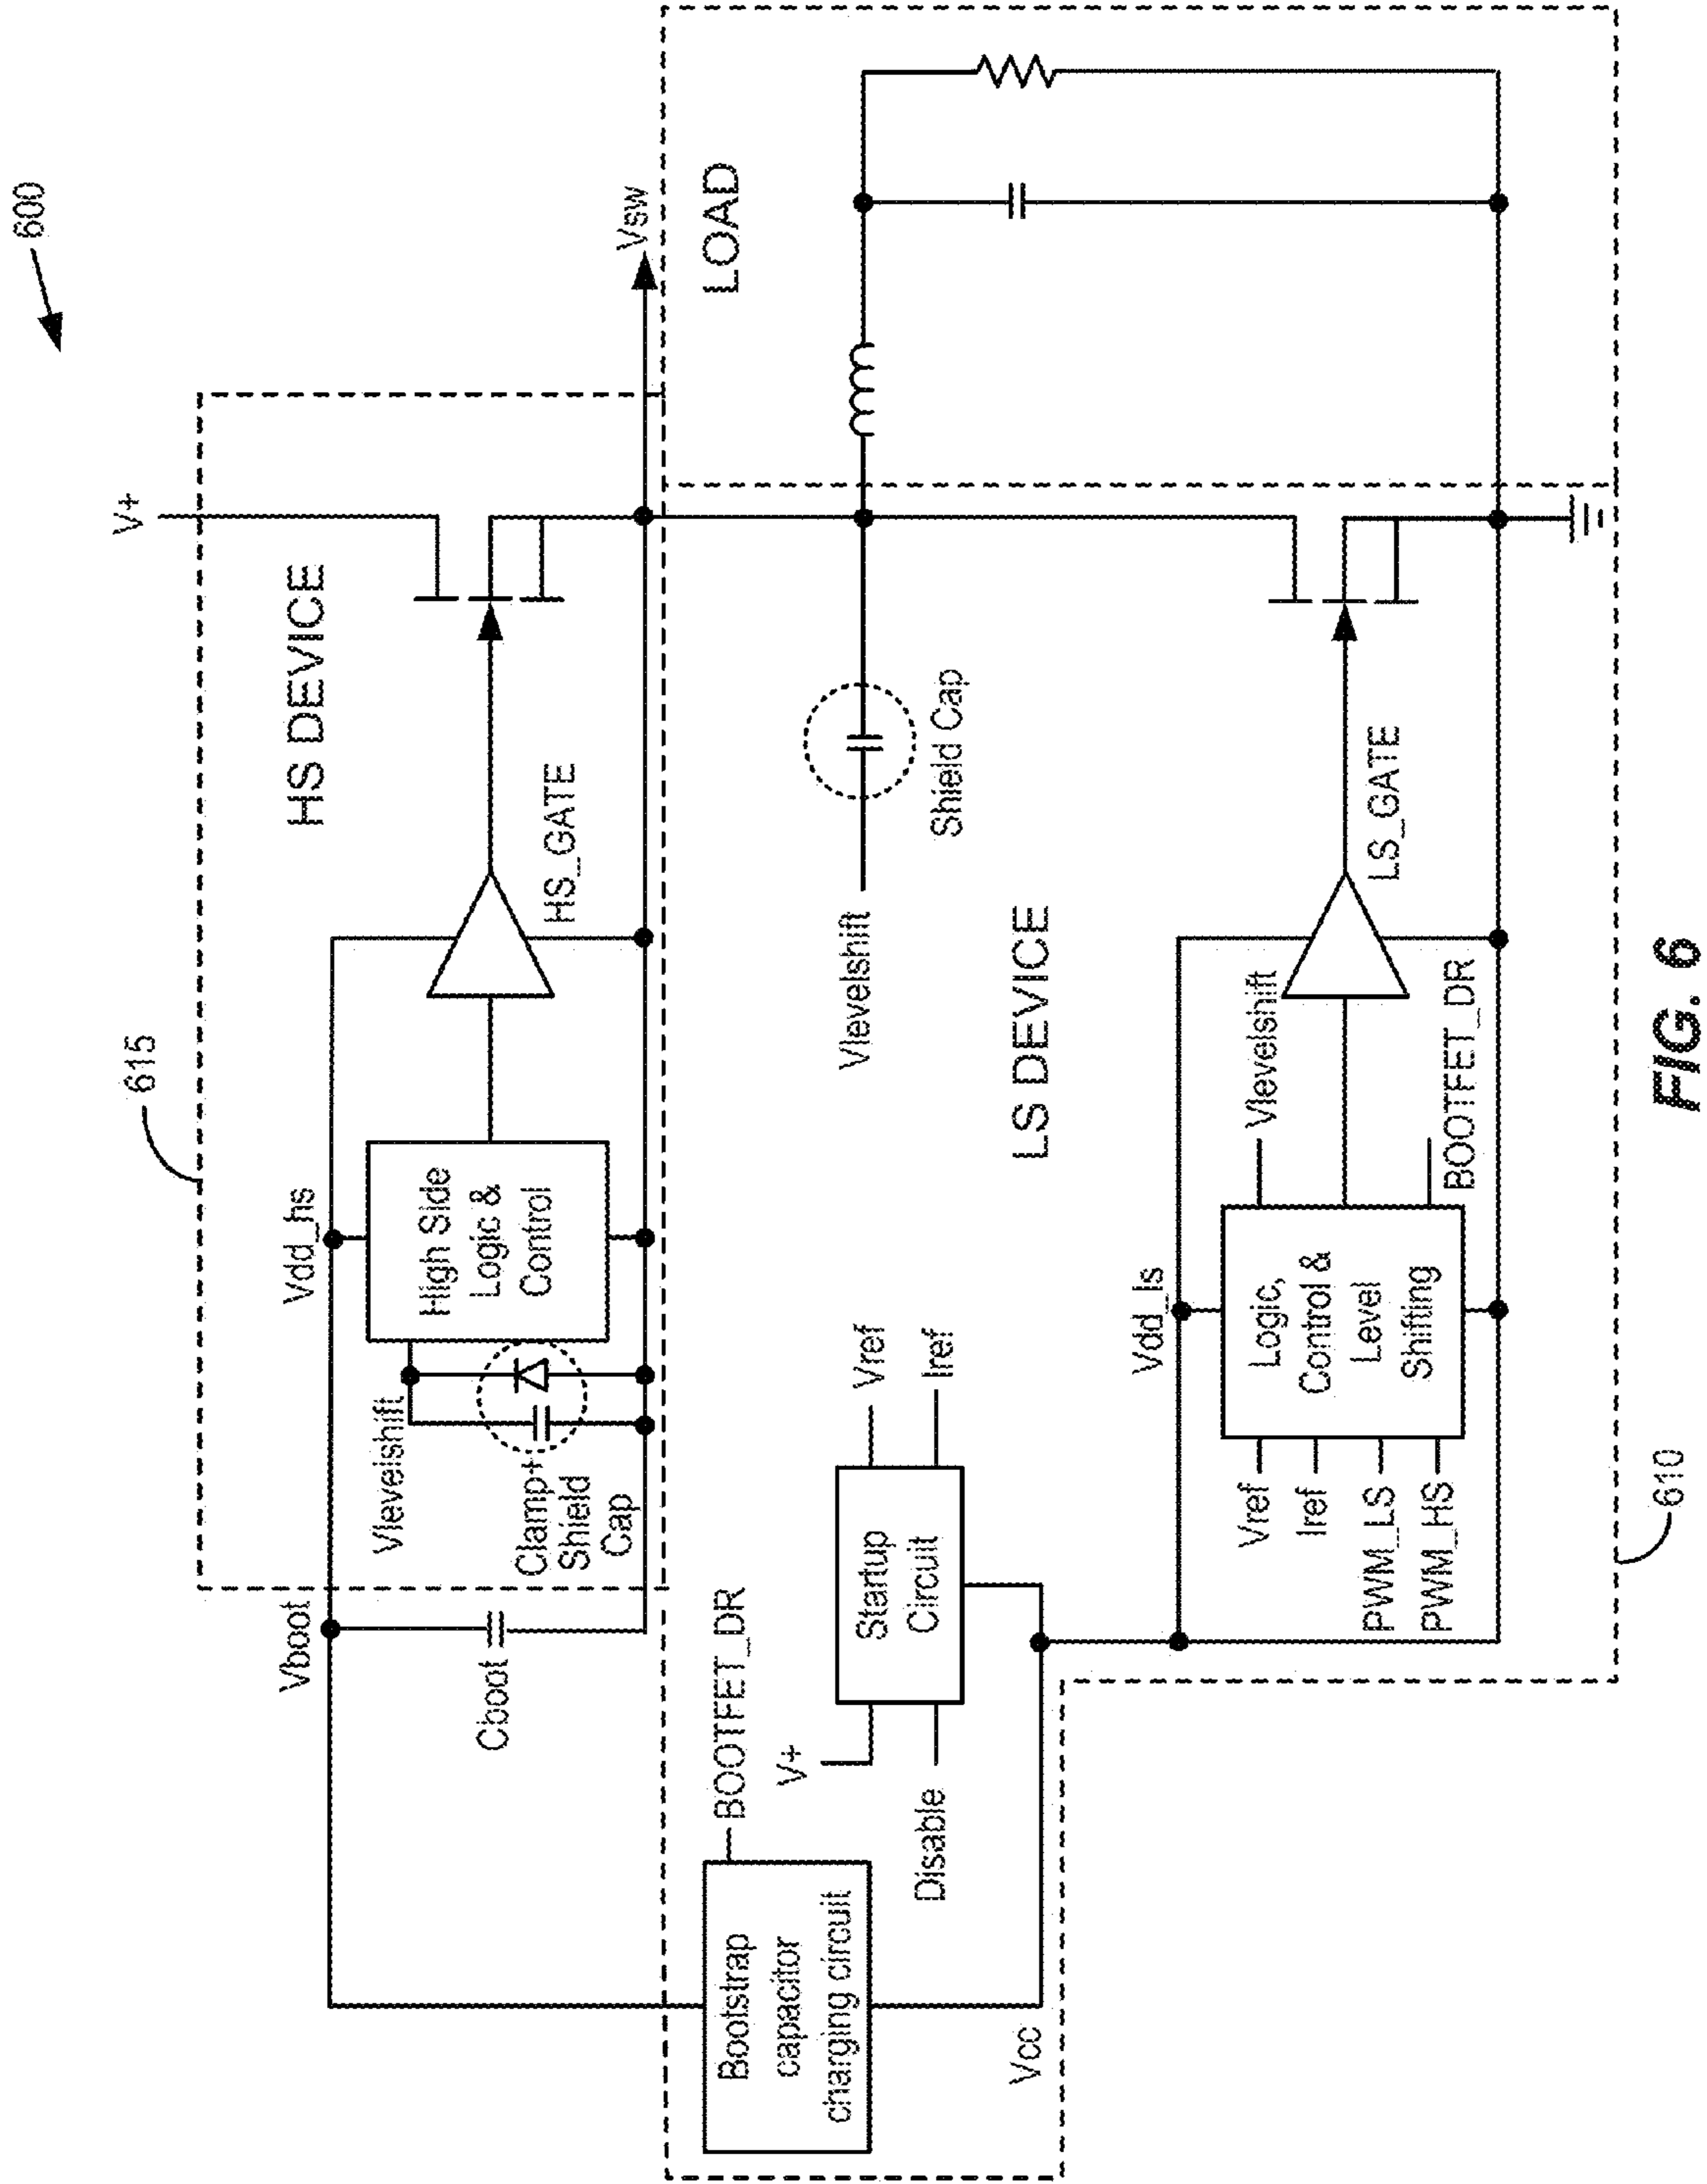 600
615
V+
HS DEVICE
Vdd_hs
Vboot
High Side
Logic &
Control
HS_GATE
Vlevelshift
Clamp+
Shield
Cap
Cboot
Vsw
LOAD
BOOTFET_DR
Bootstrap
capacitor
charging circuit
V+
Disable
Startup
Circuit
Vref
Iref
Vlevelshift
Shield Cap
Vcc
LS DEVICE
Vdd_ls
Vref
Iref
PWM_LS
PWM_HS
Logic,
Control &
Level
Shifting
Vlevelshift
BOOTFET_DR
LS_GATE
610
FIG. 6